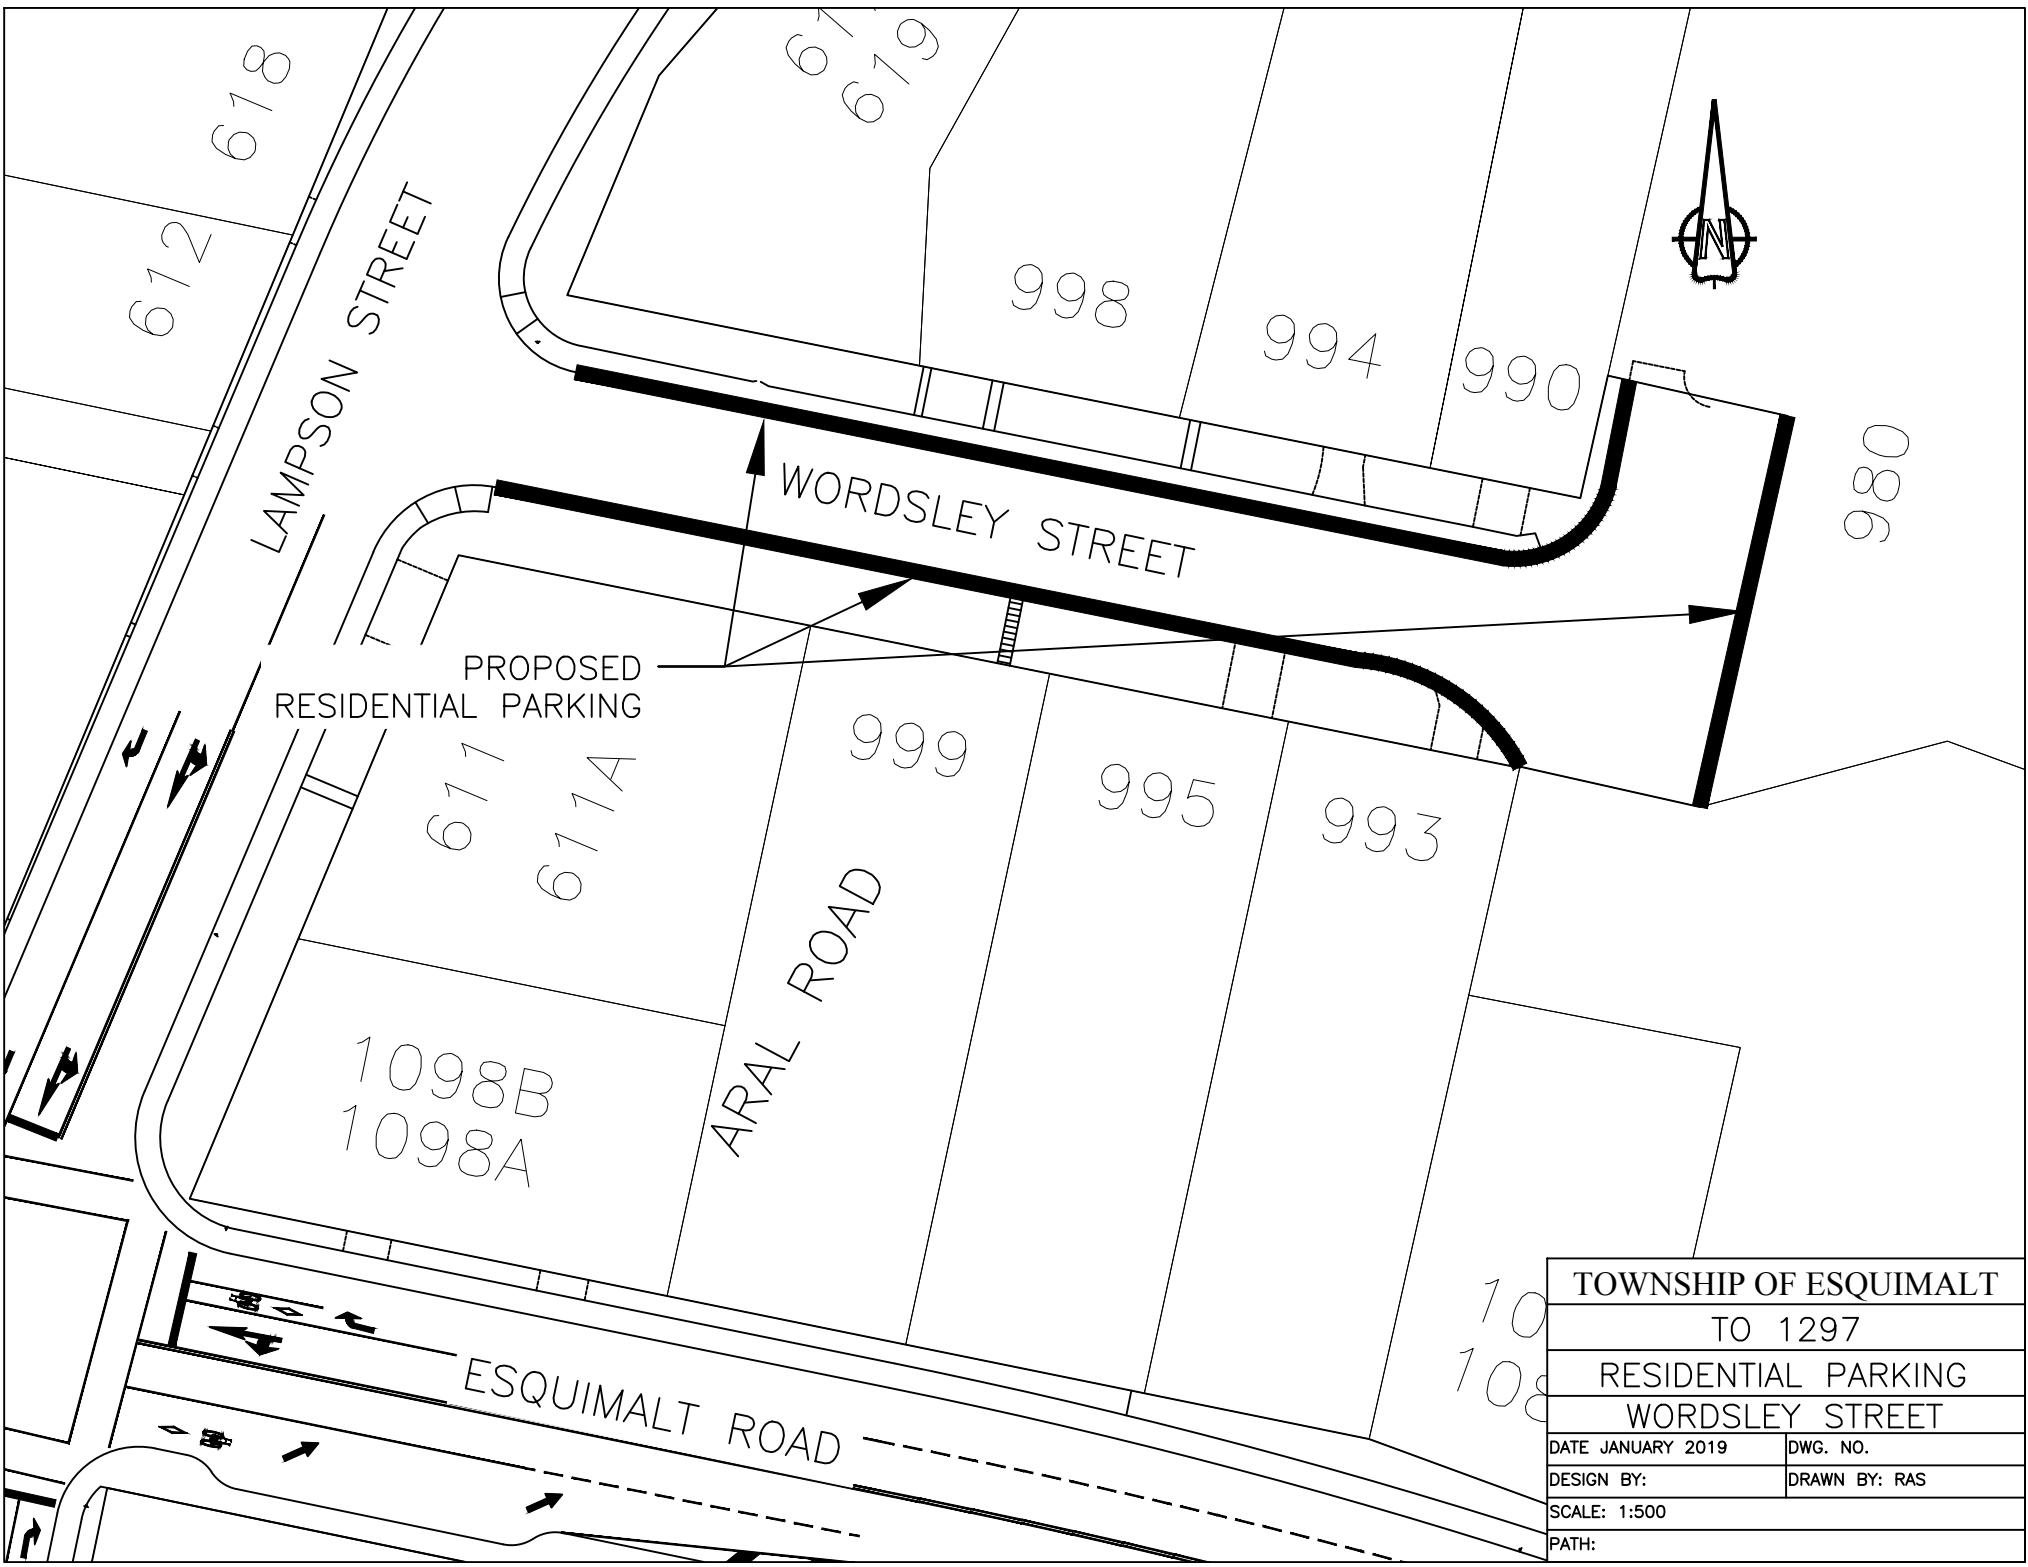 618
619
612
LAMPSON STREET
N
998
994
990
980
WORDSLEY STREET
PROPOSED
RESIDENTIAL PARKING
611
611A
999
995
993
ARAL ROAD
1098B
1098A
ESQUIMALT ROAD
TOWNSHIP OF ESQUIMALT
TO 1297
RESIDENTIAL PARKING
WORDSLEY STREET
DATE JANUARY 2019
DWG. NO.
DESIGN BY:
DRAWN BY: RAS
SCALE: 1:500
PATH: